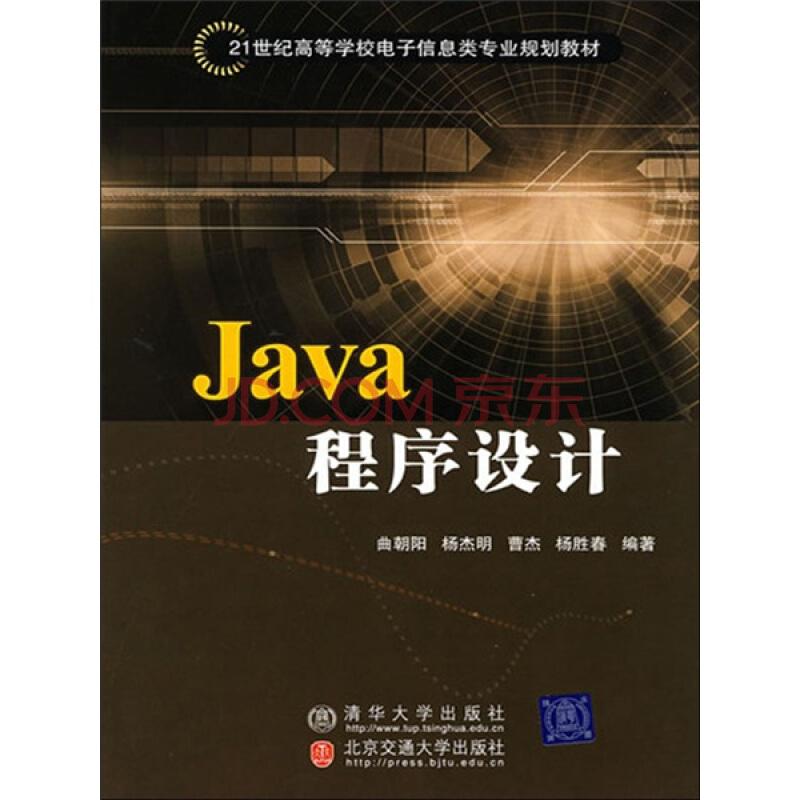 21世纪高等学校电子信息类专业规划教材
Java
JD.COM 京东
程序设计
曲朝阳 杨杰明 曹杰 杨胜春 编著
清华大学出版社
http://www.tup.tsinghua.edu.cn
北京交通大学出版社
http://press.bjtu.edu.cn